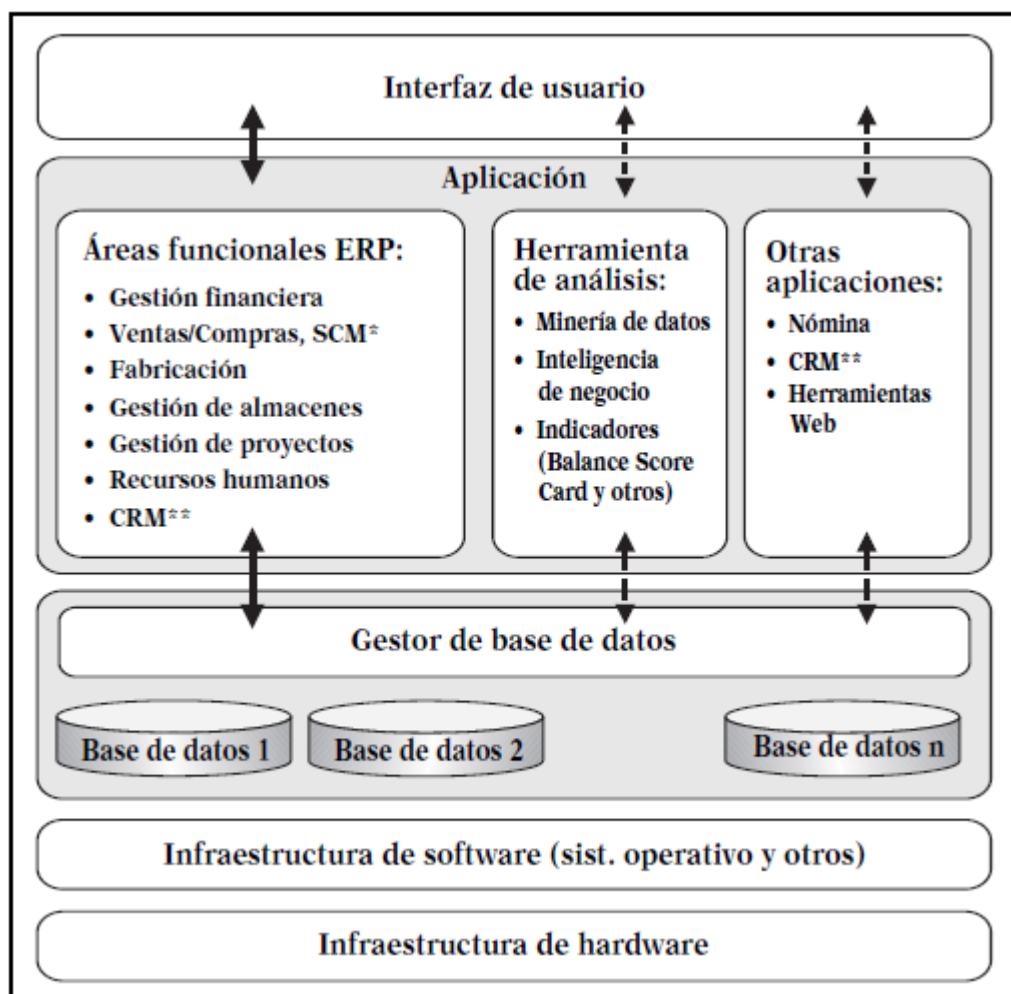 Interfaz de usuario
Aplicación
Áreas funcionales ERP:
• Gestión financiera
• Ventas/Compras, SCM*
• Fabricación
• Gestión de almacenes
• Gestión de proyectos
• Recursos humanos
• CRM**
Herramienta
de análisis:
• Minería de datos
• Inteligencia
de negocio
• Indicadores
(Balance Score
Card y otros)
Otras
aplicaciones:
• Nómina
• CRM**
• Herramientas
Web
Gestor de base de datos
Base de datos 1
Base de datos 2
Base de datos n
Infraestructura de software (sist. operativo y otros)
Infraestructura de hardware